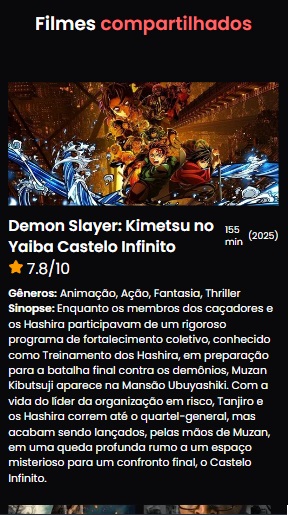 Filmes compartilhados
Demon Slayer: Kimetsu no
Yaiba Castelo Infinito
155
min
(2025)
7.8/10
Gêneros: Animação, Ação, Fantasia, Thriller
Sinopse: Enquanto os membros dos caçadores e
os Hashira participavam de um rigoroso
programa de fortalecimento coletivo, conhecido
como Treinamento dos Hashira, em preparação
para a batalha final contra os demônios, Muzan
Kibutsuji aparece na Mansão Ubuyashiki. Com a
vida do líder da organização em risco, Tanjiro e
os Hashira correm até o quartel-general, mas
acabam sendo lançados, pelas mãos de Muzan,
em uma queda profunda rumo a um espaço
misterioso para um confronto final, o Castelo
Infinito.